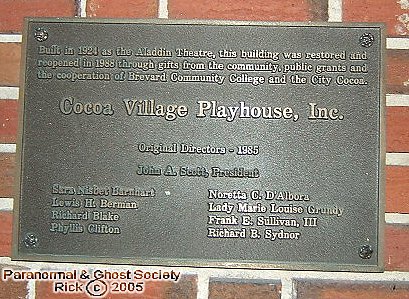 Built in 1924 as the Aladdin Theatre, this building was restored and
reopened in 1988 through gifts from the community, public grants and
the cooperation of Brevard Community College and the City Cocoa.
Cocoa Village Playhouse, Inc.
Original Directors - 1985
John A. Scott, President
Sara Nisbet Barnhart
Lewis H. Berman
Richard Blake
Phyllis Clifton
Noretta C. D'Albora
Lady Marie Louise Grundy
Frank E. Sullivan, III
Richard B. Sydnor
Paranormal & Ghost Society
Rick (c) 2005